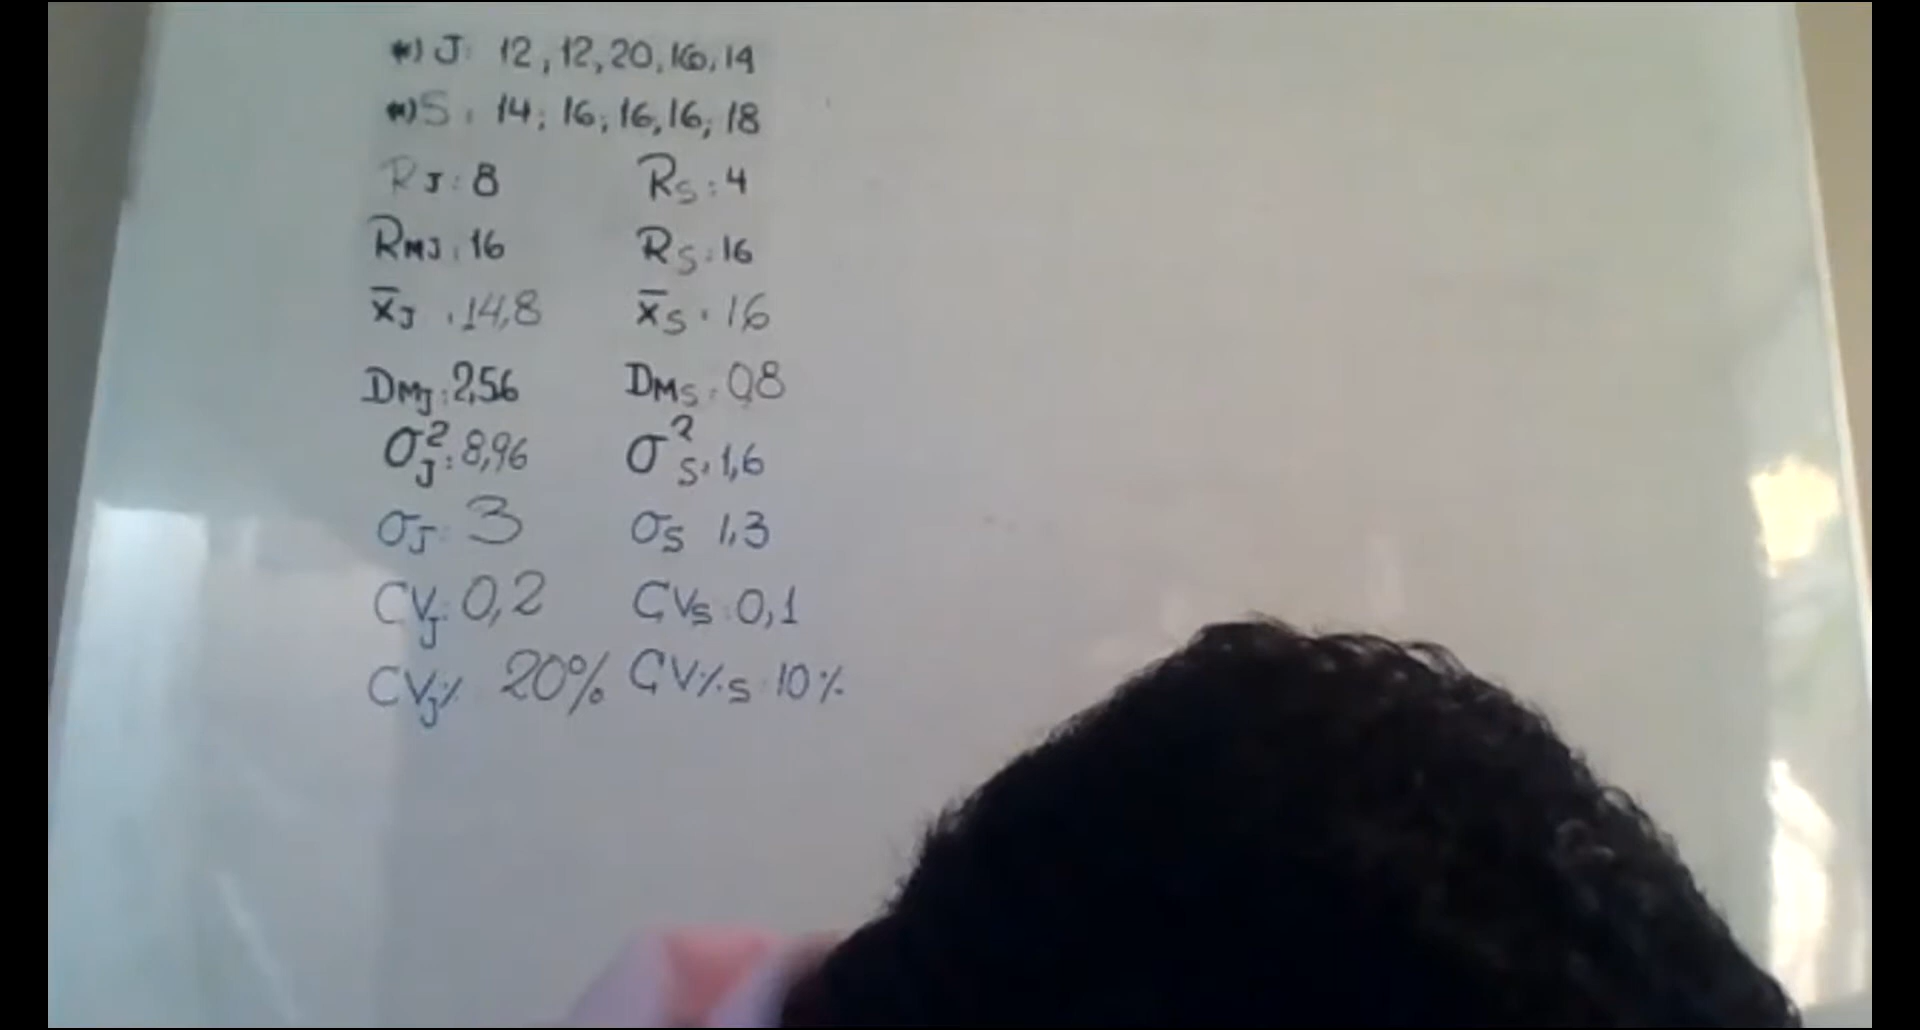 *) J: 12, 12, 20, 16, 14
*) S: 14; 16; 16, 16; 18
RJ: 8 RS: 4
RMJ: 16 RS: 16
x̄J: 14,8 x̄S: 16
DMJ: 2,56 DMS: 0,8
σ²J: 8,96 σ²S: 1,6
σJ: 3 σS 1,3
CVJ: 0,2 CVS: 0,1
CVJ% 20% CV%S 10%